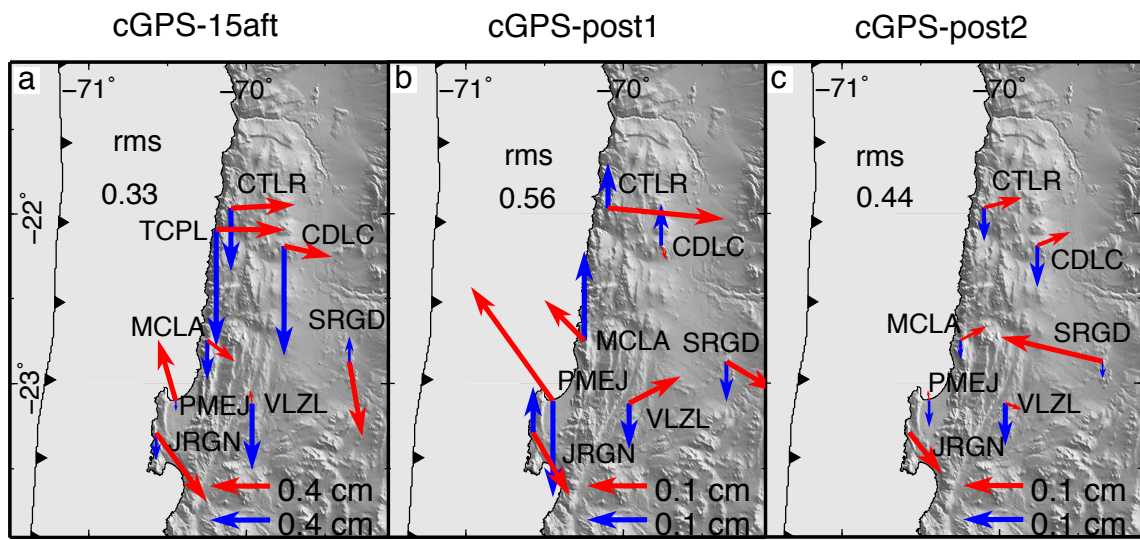 cGPS-15aft
cGPS-post1
cGPS-post2
a
−71°
−70°
rms
0.33
CTLR
TCPL
CDLC
MCLA
SRGD
PMEJ
VLZL
JRGN
0.4 cm
0.4 cm
−22°
−23°
b
−71°
−70°
rms
0.56
CTLR
CDLC
MCLA
SRGD
PMEJ
VLZL
JRGN
0.1 cm
0.1 cm
c
−71°
−70°
rms
0.44
CTLR
CDLC
MCLA
SRGD
PMEJ
VLZL
JRGN
0.1 cm
0.1 cm